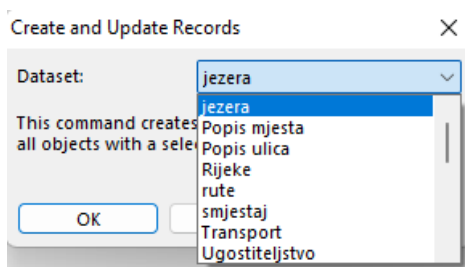 Create and Update Records
Dataset:
jezera
jezera
This command creates
Popis mjesta
all objects with a sele
Popis ulica
Rijeke
rute
smjestaj
OK
Transport
Ugostiteljstvo